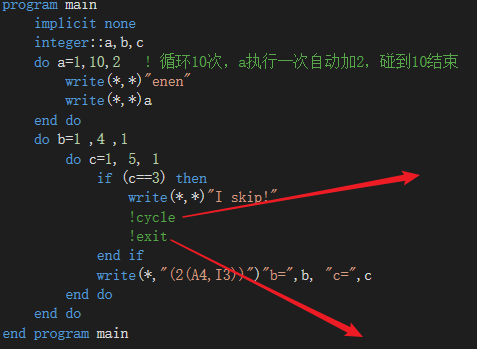 program main
    implicit none
    integer::a,b,c
    do a=1,10,2   ! 循环10次，a执行一次自动加2，碰到10结束
        write(*,*)"enen"
        write(*,*)a
    end do
    do b=1 ,4 ,1
        do c=1, 5, 1
            if (c==3) then
                write(*,*)"I skip!"
                !cycle
                !exit
            end if
            write(*,"(2(A4,I3))")"b=",b, "c=",c
        end do
    end do
end program main